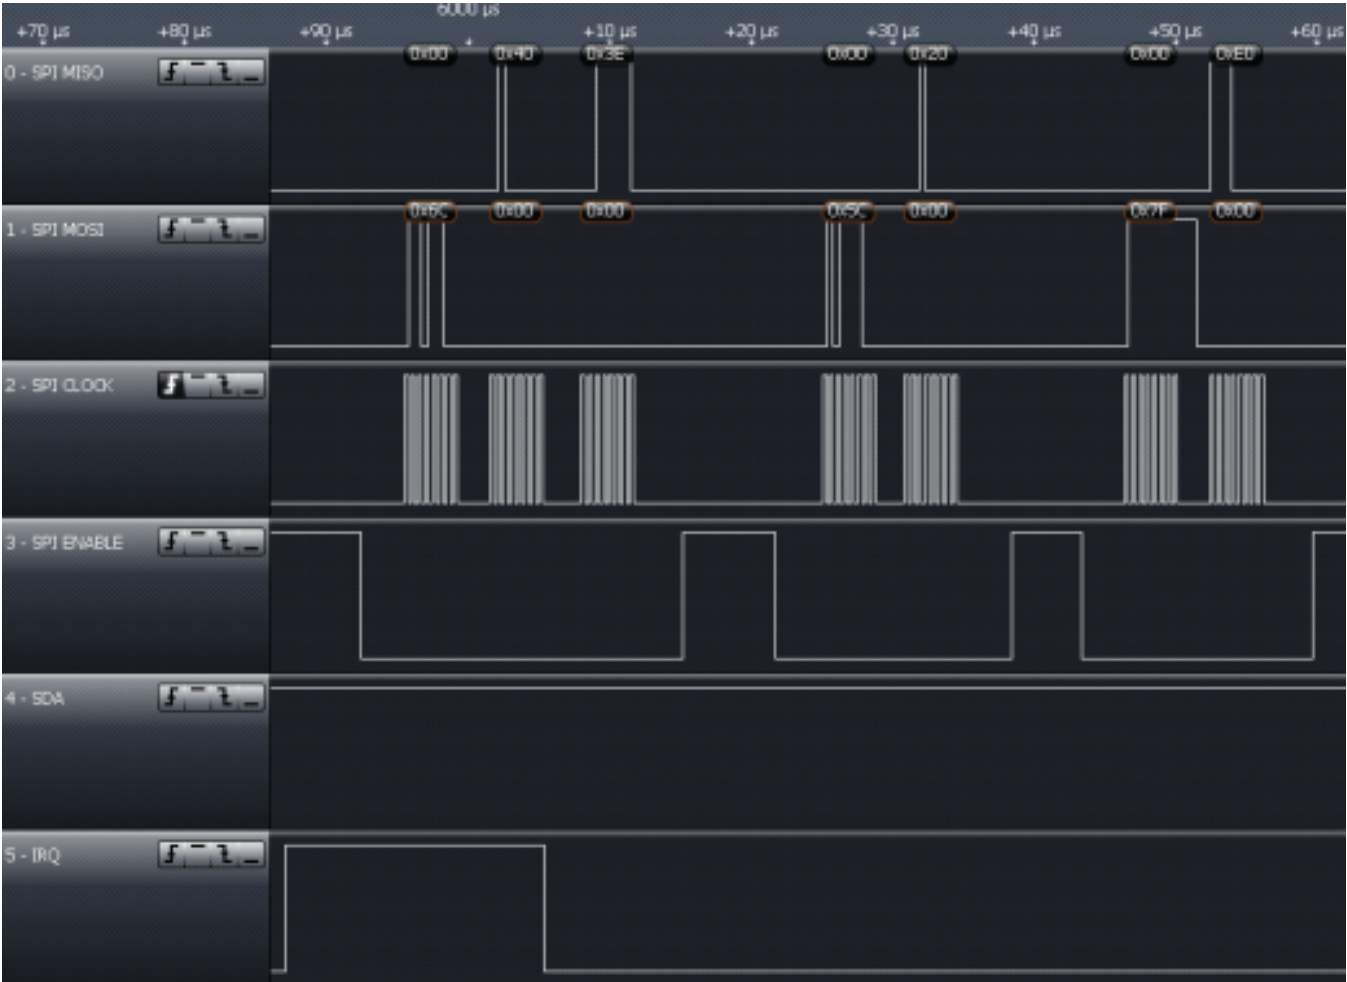 6000 µs
+70 µs +80 µs +90 µs +10 µs +20 µs +30 µs +40 µs +50 µs +60 µs
0x00 0x40 0x3E 0x00 0x20 0x00 0xE0
0 - SPI MISO
0x6C 0x00 0x00 0x5C 0x00 0x7F 0x00
1 - SPI MOSI
2 - SPI CLOCK
3 - SPI ENABLE
4 - SDA
5 - IRQ